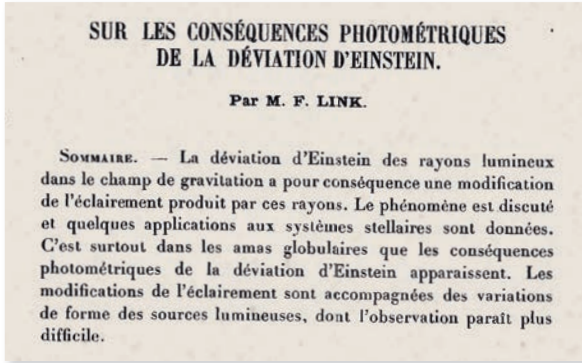 SUR LES CONSÉQUENCES PHOTOMÉTRIQUES
DE LA DÉVIATION D'EINSTEIN.
Par M. F. LINK.
SOMMAIRE. — La déviation d'Einstein des rayons lumineux
dans le champ de gravitation a pour conséquence une modification
de l'éclairement produit par ces rayons. Le phénomène est discuté
et quelques applications aux systèmes stellaires sont données.
C'est surtout dans les amas globulaires que les conséquences
photométriques de la déviation d'Einstein apparaissent. Les
modifications de l'éclairement sont accompagnées des variations
de forme des sources lumineuses, dont l'observation paraît plus
difficile.